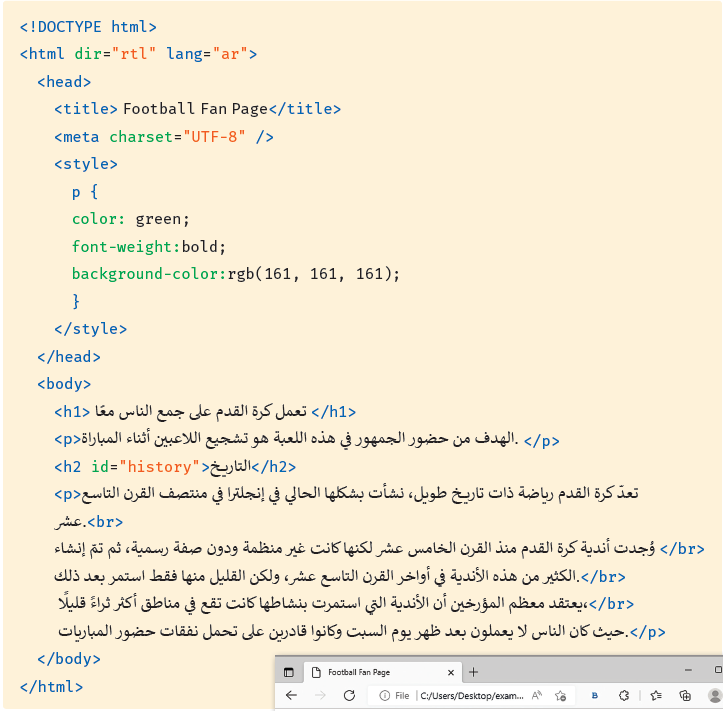 <!DOCTYPE html>
<html dir="rtl" lang="ar">
<head>
<title> Football Fan Page</title>
<meta charset="UTF-8" />
<style>
p {
color: green;
font-weight:bold;
background-color:rgb(161, 161, 161);
}
</style>
</head>
<body>
<h1> تعمل كرة القدم على جمع الناس معًا </h1>
<p>الهدف من حضور الجمهور في هذه اللعبة هو تشجيع اللاعبين أثناء المباراة. </p>
<h2 id="history">التاريخ</h2>
<p>تعدّ كرة القدم رياضة ذات تاريخ طويل، نشأت بشكلها الحالي في إنجلترا في منتصف القرن التاسع
عشر.<br>
وُجدت أندية كرة القدم منذ القرن الخامس عشر لكنها كانت غير منظمة ودون صفة رسمية، ثم تمّ إنشاء </br>
الكثير من هذه الأندية في أواخر القرن التاسع عشر، ولكن القليل منها فقط استمر بعد ذلك.</br>
يعتقد معظم المؤرخين أن الأندية التي استمرت بنشاطها كانت تقع في مناطق أكثر ثراءً قليلًا،</br>
حيث كان الناس لا يعملون بعد ظهر يوم السبت وكانوا قادرين على تحمل نفقات حضور المباريات.</p>
</body>
</html>
Football Fan Page
File C:/Users/Desktop/exam...
B